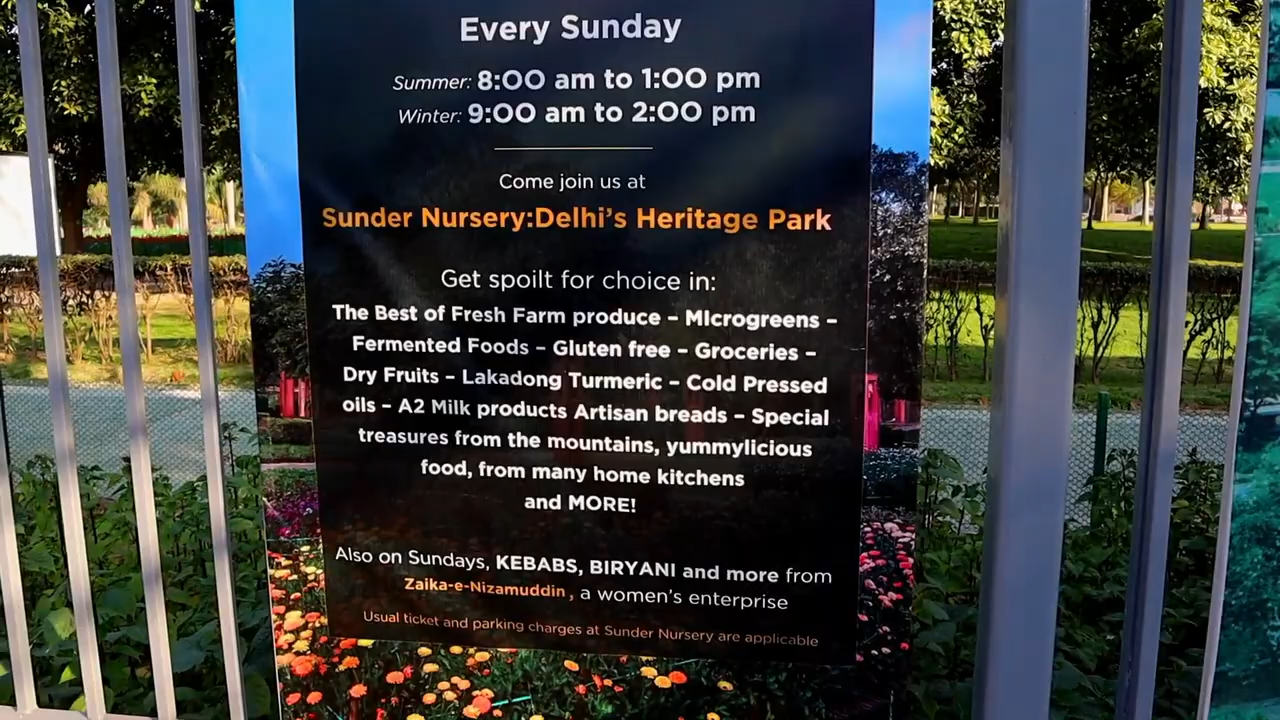 Every Sunday
Summer: 8:00 am to 1:00 pm
Winter: 9:00 am to 2:00 pm
Come join us at
Sunder Nursery:Delhi's Heritage Park
Get spoilt for choice in:
The Best of Fresh Farm produce – MIcrogreens –
Fermented Foods – Gluten free – Groceries –
Dry Fruits – Lakadong Turmeric – Cold Pressed
oils – A2 Milk products Artisan breads – Special
treasures from the mountains, yummylicious
food, from many home kitchens
and MORE!
Also on Sundays, KEBABS, BIRYANI and more from
Zaika-e-Nizamuddin, a women's enterprise
Usual ticket and parking charges at Sunder Nursery are applicable